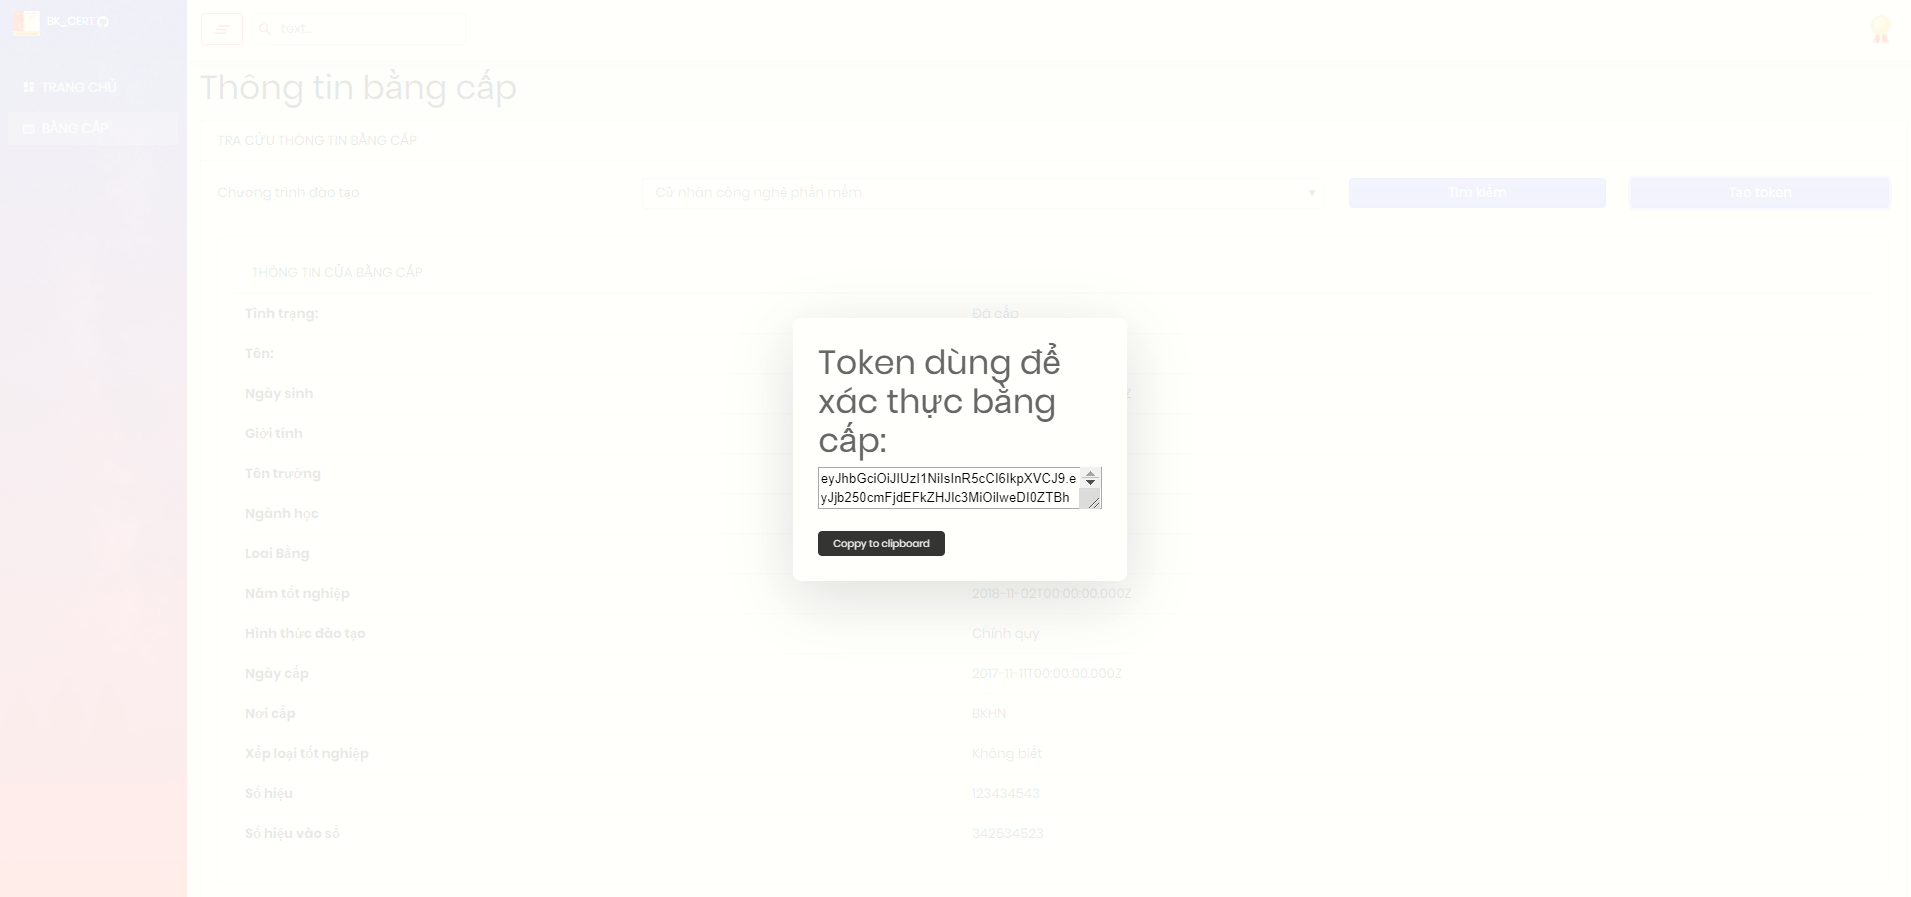 BK_CERT
text...
TRANG CHỦ
BẰNG CẤP
Thông tin bằng cấp
TRA CỨU THÔNG TIN BẰNG CẤP
Chương trình đào tạo
Cử nhân công nghệ phần mềm
Tìm kiếm
Tạo token
THÔNG TIN CỦA BẰNG CẤP
Tình trạng: Đã cấp
Tên:
Ngày sinh
Giới tính
Tên trường
Ngành học
Loại Bằng
Năm tốt nghiệp 2018-11-02T00:00:00.000Z
Hình thức đào tạo Chính quy
Ngày cấp 2017-11-11T00:00:00.000Z
Nơi cấp BKHN
Xếp loại tốt nghiệp Không biết
Số hiệu 123434543
Số hiệu vào sổ 342534523
Token dùng để
xác thực bằng
cấp:
eyJhbGciOiJIUzI1NiIsInR5cCI6IkpXVCJ9.e
yJjb250cmFjdEFkZHJlc3MiOiIweDI0ZTBh
Coppy to clipboard